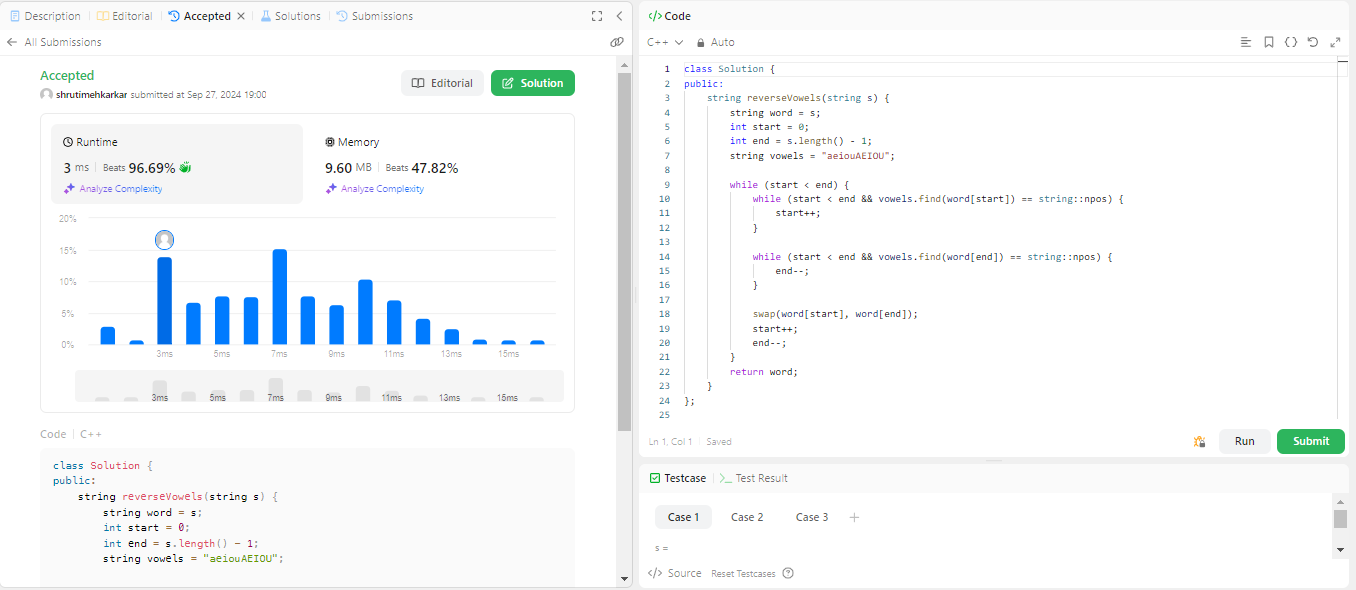 Description
Editorial
Accepted
Solutions
Submissions
All Submissions
Accepted
shrutimehkarkar submitted at Sep 27, 2024 19:00
Editorial
Solution
Runtime
3 ms | Beats 96.69%
Analyze Complexity
Memory
9.60 MB | Beats 47.82%
Analyze Complexity
20%
15%
10%
5%
0%
3ms 5ms 7ms 9ms 11ms 13ms 15ms
3ms 5ms 7ms 9ms 11ms 13ms 15ms
Code | C++
class Solution {
public:
    string reverseVowels(string s) {
        string word = s;
        int start = 0;
        int end = s.length() - 1;
        string vowels = "aeiouAEIOU";
</> Code
C++
Auto
1 class Solution {
2 public:
3     string reverseVowels(string s) {
4         string word = s;
5         int start = 0;
6         int end = s.length() - 1;
7         string vowels = "aeiouAEIOU";
8
9         while (start < end) {
10             while (start < end && vowels.find(word[start]) == string::npos) {
11                 start++;
12             }
13
14             while (start < end && vowels.find(word[end]) == string::npos) {
15                 end--;
16             }
17
18             swap(word[start], word[end]);
19             start++;
20             end--;
21         }
22         return word;
23     }
24 };
25
Ln 1, Col 1 | Saved
Run
Submit
Testcase
>_ Test Result
Case 1
Case 2
Case 3
+
s =
</> Source
Reset Testcases
?